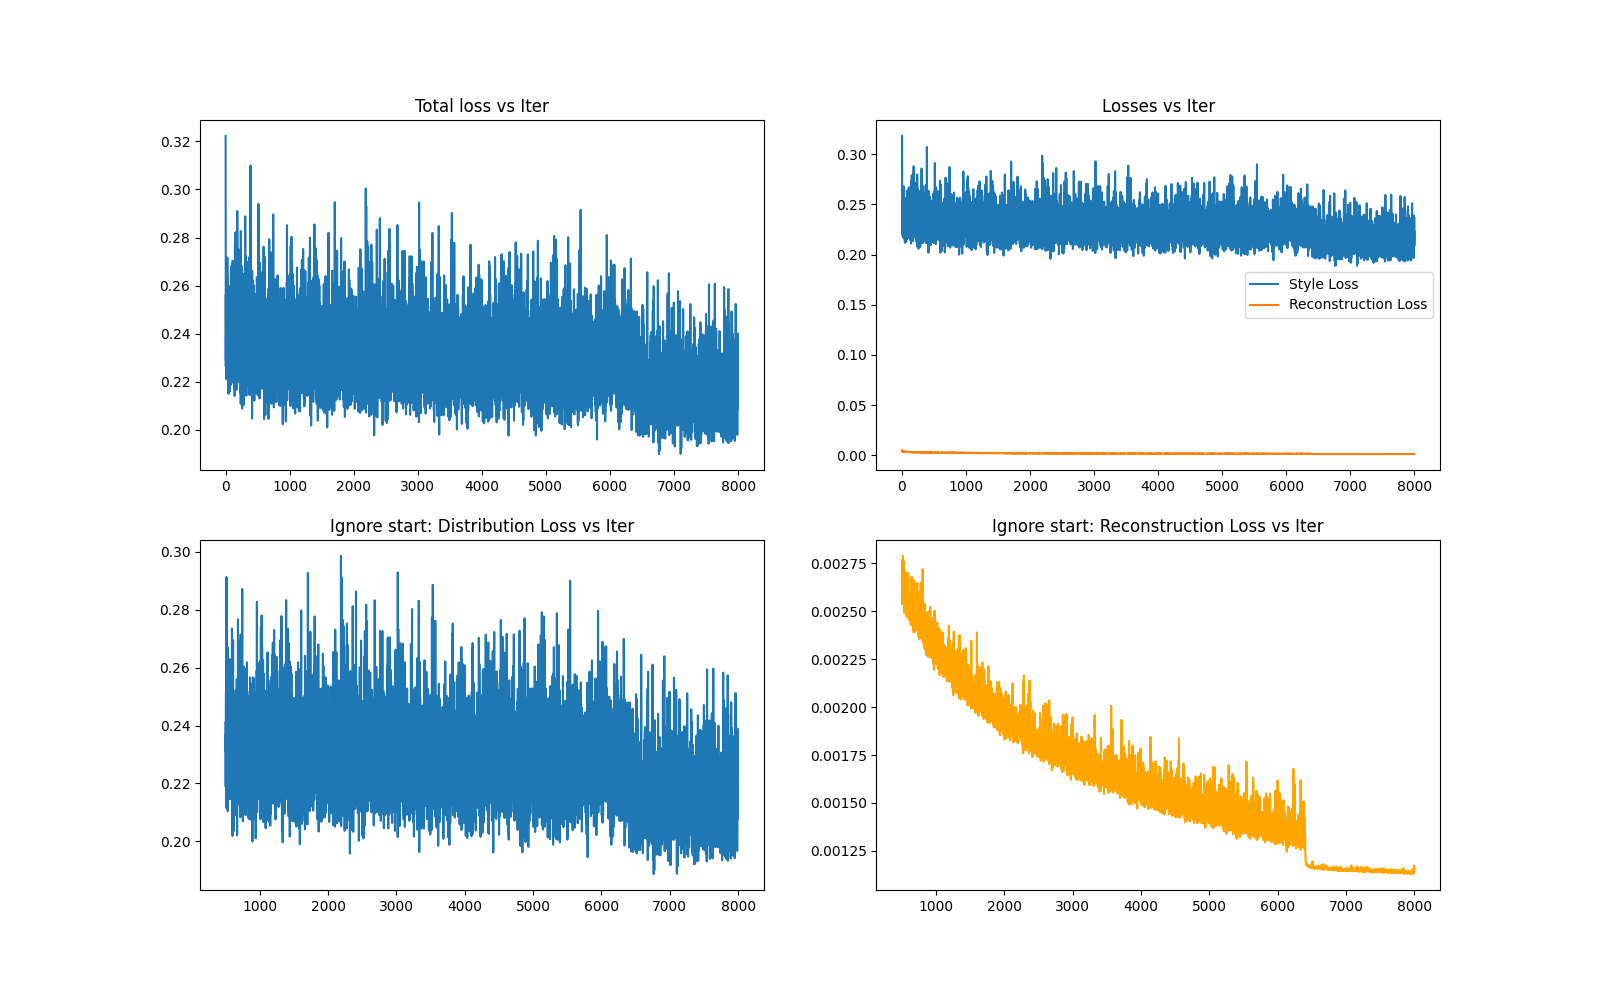 Total loss vs Iter
0.32
0.30
0.28
0.26
0.24
0.22
0.20
0 1000 2000 3000 4000 5000 6000 7000 8000
Losses vs Iter
0.30
0.25
0.20
0.15
0.10
0.05
0.00
Style Loss
Reconstruction Loss
0 1000 2000 3000 4000 5000 6000 7000 8000
Ignore start: Distribution Loss vs Iter
0.30
0.28
0.26
0.24
0.22
0.20
1000 2000 3000 4000 5000 6000 7000 8000
Ignore start: Reconstruction Loss vs Iter
0.00275
0.00250
0.00225
0.00200
0.00175
0.00150
0.00125
1000 2000 3000 4000 5000 6000 7000 8000